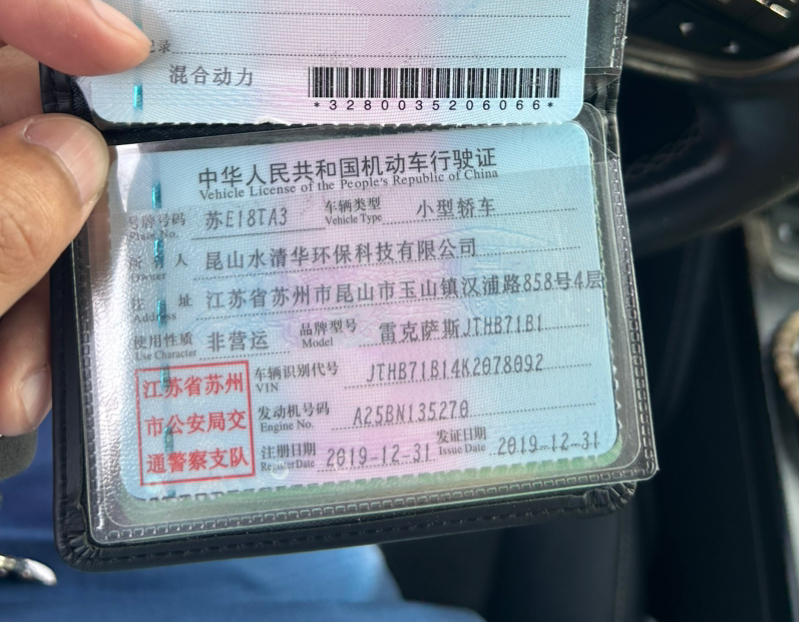 记录
混合动力
*3280035206066*
中华人民共和国机动车行驶证
Vehicle License of the People's Republic of China
号牌号码 苏E18TA3 车辆类型 小型轿车
Plate No. Vehicle Type
所有人 昆山水清华环保科技有限公司
Owner
住址 江苏省苏州市昆山市玉山镇汉浦路858号4层
Address
使用性质 非营运 品牌型号 雷克萨斯JTHB71B1
Use Character Model
江苏省苏州
市公安局交
通警察支队
车辆识别代号 JTHB71B14K2078092
VIN
发动机号码 A25BN135270
Engine No.
注册日期 2019-12-31 发证日期 2019-12-31
Register Date Issue Date